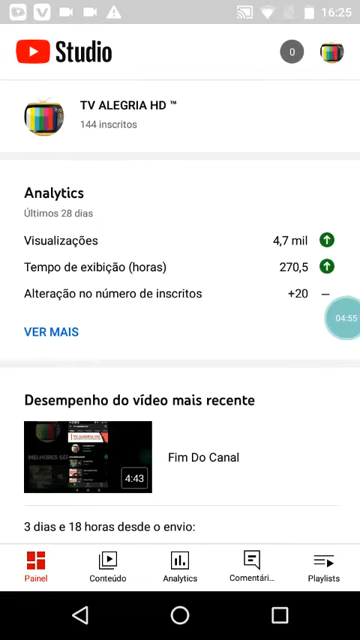 16:25
Studio
0
TV ALEGRIA HD ™
144 inscritos
Analytics
Últimos 28 dias
Visualizações 4,7 mil
Tempo de exibição (horas) 270,5
Alteração no número de inscritos +20 –
04:55
VER MAIS
Desempenho do vídeo mais recente
4:43
Fim Do Canal
3 dias e 18 horas desde o envio:
Painel Conteúdo Analytics Comentári... Playlists